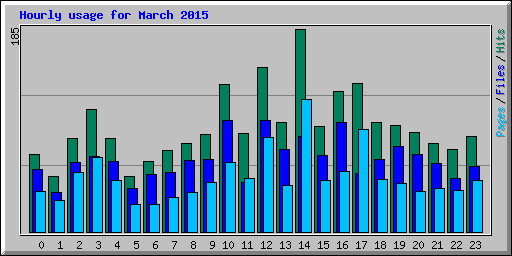 Hourly usage for March 2015
185
Pages/Files/Hits
0 1 2 3 4 5 6 7 8 9 10 11 12 13 14 15 16 17 18 19 20 21 22 23